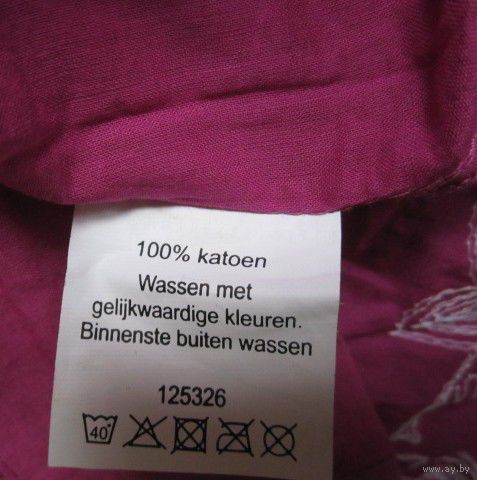 100% katoen
Wassen met
gelijkwaardige kleuren.
Binnenste buiten wassen
125326
40°
www.ay.by